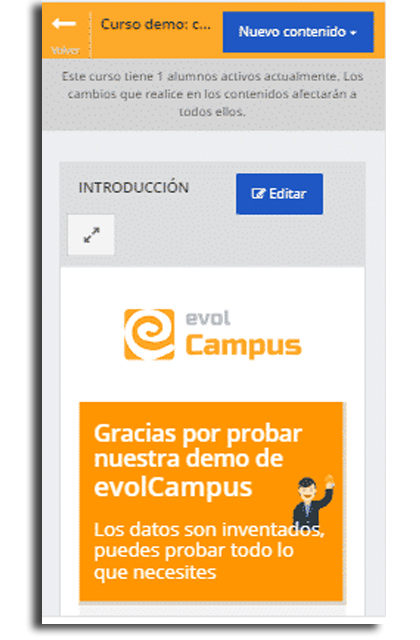 Curso demo: c...
Nuevo contenido
Volver
Este curso tiene 1 alumnos activos actualmente. Los
cambios que realice en los contenidos afectarán a
todos ellos.
INTRODUCCIÓN
Editar
evol
Campus
Gracias por probar
nuestra demo de
evolCampus
Los datos son inventados,
puedes probar todo lo
que necesites